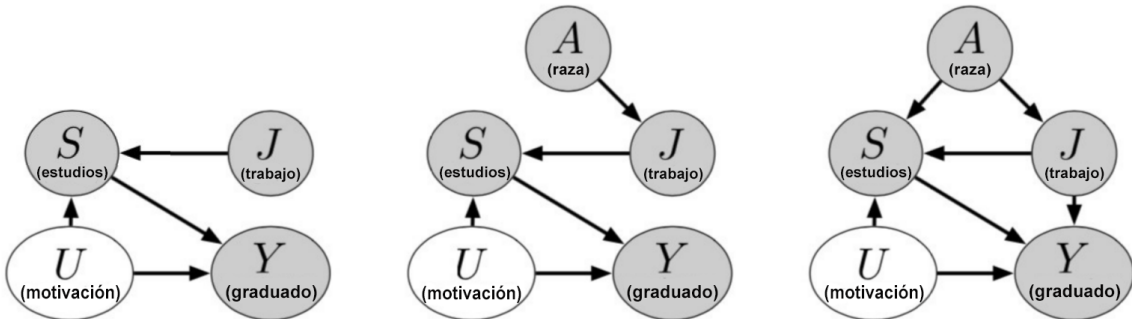 A
(raza)
A
(raza)
S
(estudios)
J
(trabajo)
S
(estudios)
J
(trabajo)
S
(estudios)
J
(trabajo)
U
(motivación)
Y
(graduado)
U
(motivación)
Y
(graduado)
U
(motivación)
Y
(graduado)